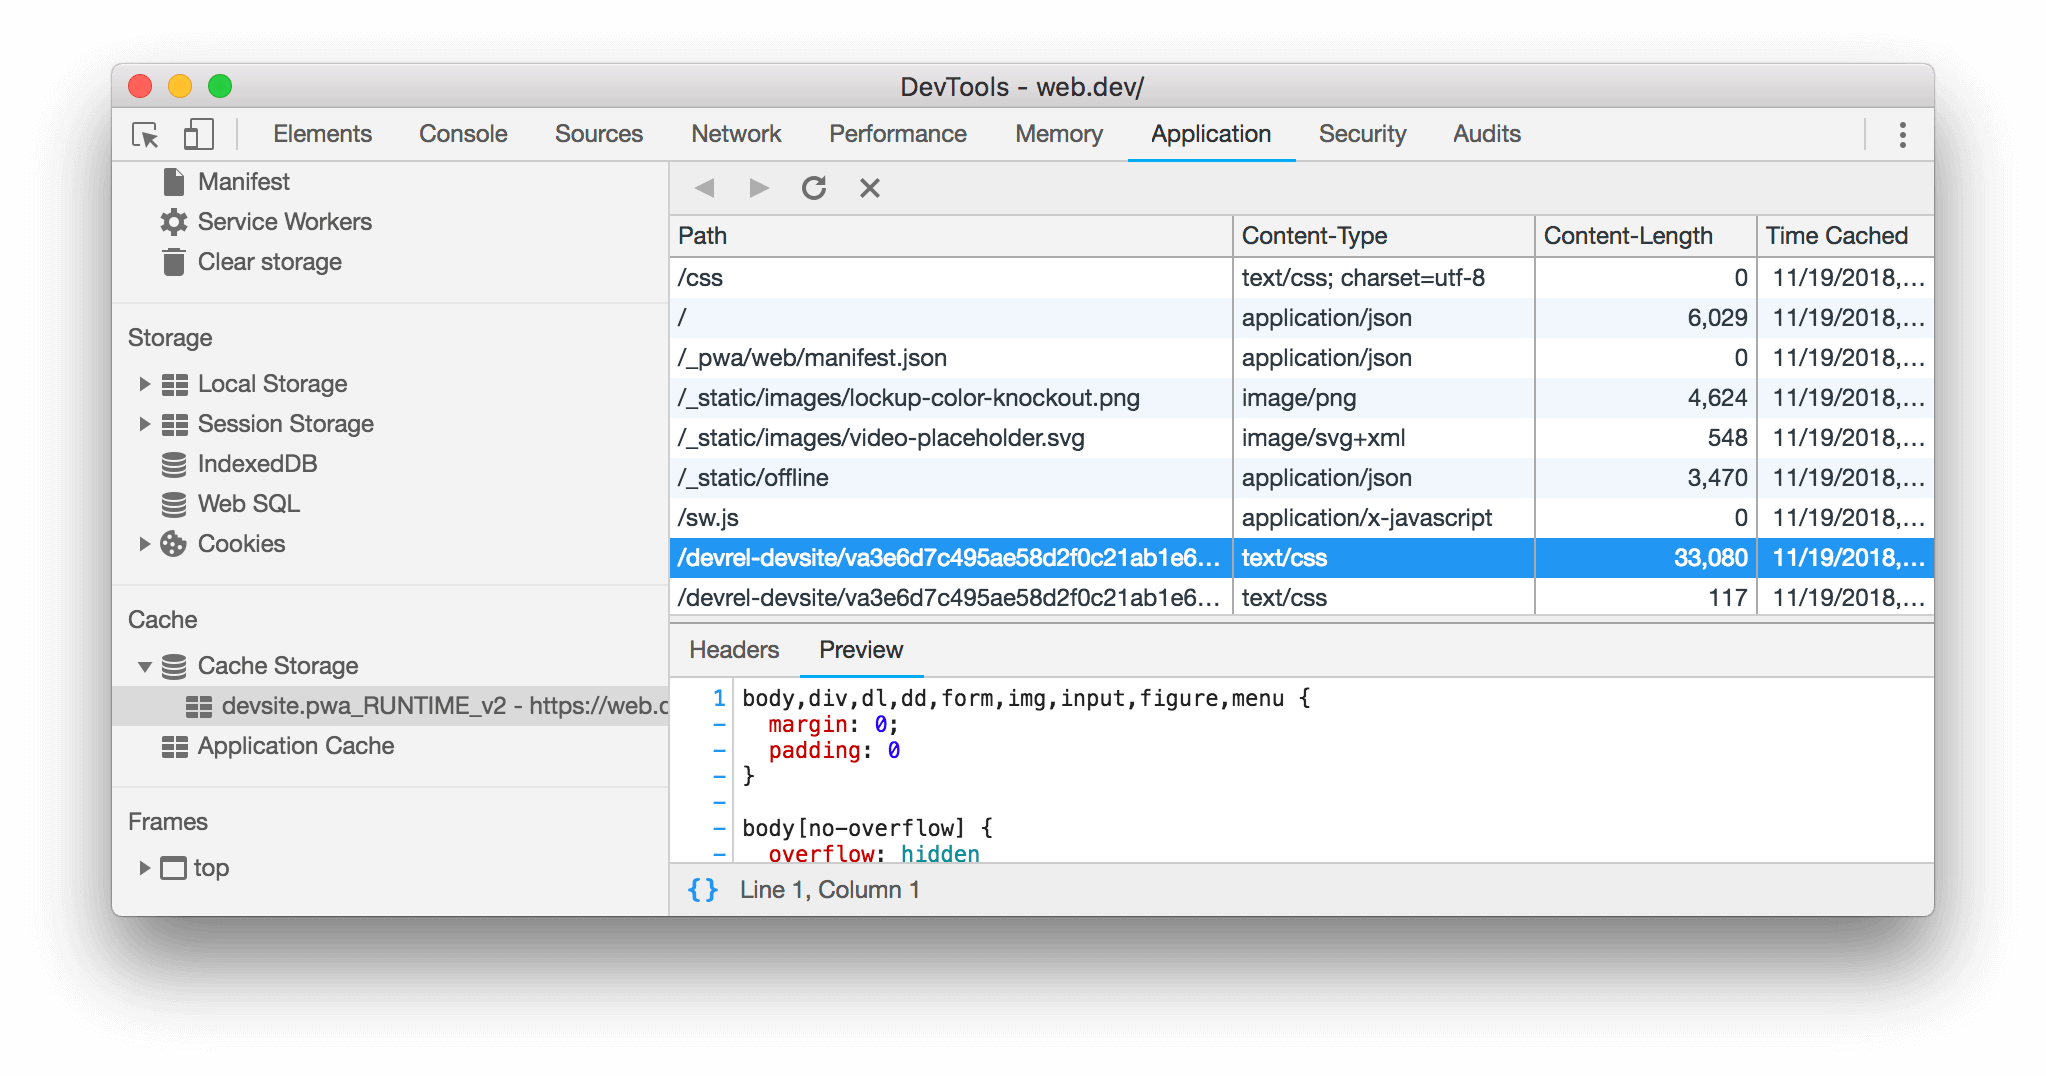 DevTools - web.dev/
Elements Console Sources Network Performance Memory Application Security Audits
Manifest
Service Workers
Clear storage
Storage
Local Storage
Session Storage
IndexedDB
Web SQL
Cookies
Cache
Cache Storage
devsite.pwa_RUNTIME_v2 - https://web.c
Application Cache
Frames
top
Path Content-Type Content-Length Time Cached
/css text/css; charset=utf-8 0 11/19/2018,...
/ application/json 6,029 11/19/2018,...
/_pwa/web/manifest.json application/json 0 11/19/2018,...
/_static/images/lockup-color-knockout.png image/png 4,624 11/19/2018,...
/_static/images/video-placeholder.svg image/svg+xml 548 11/19/2018,...
/_static/offline application/json 3,470 11/19/2018,...
/sw.js application/x-javascript 0 11/19/2018,...
/devrel-devsite/va3e6d7c495ae58d2f0c21ab1e6... text/css 33,080 11/19/2018,...
/devrel-devsite/va3e6d7c495ae58d2f0c21ab1e6... text/css 117 11/19/2018,...
Headers Preview
1 body,div,dl,dd,form,img,input,figure,menu {
- margin: 0;
- padding: 0
- }
-
- body[no-overflow] {
- overflow: hidden
{} Line 1, Column 1